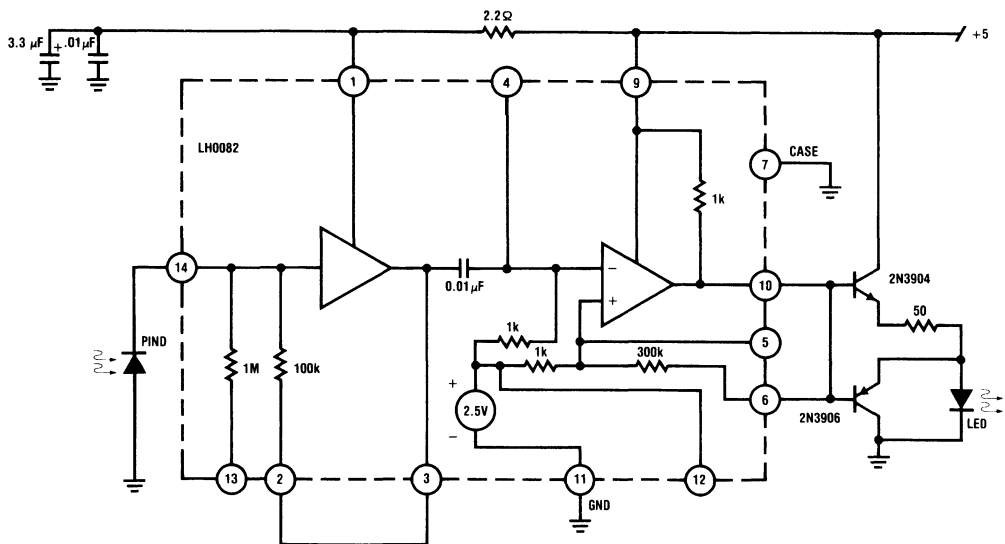 2.2Ω
3.3 µF
+
.01µF
+5
1
4
9
LH0082
7
CASE
1k
14
0.01µF
−
+
10
2N3904
PIND
1M
100k
1k
1k
300k
5
50
+
2.5V
−
6
2N3906
LED
13
2
3
11
GND
12